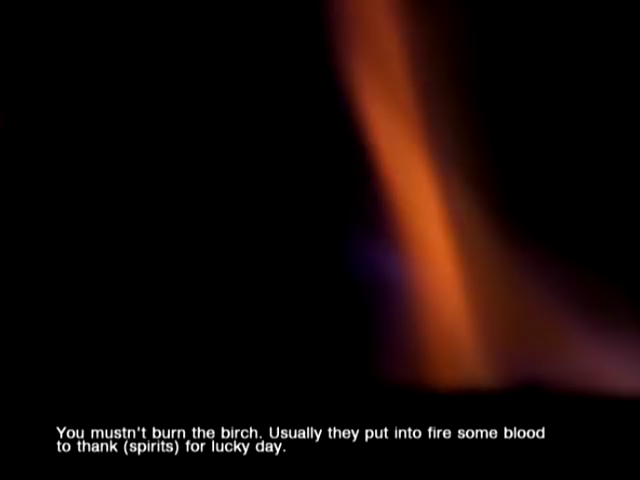 You mustn't burn the birch. Usually they put into fire some blood
to thank (spirits) for lucky day.